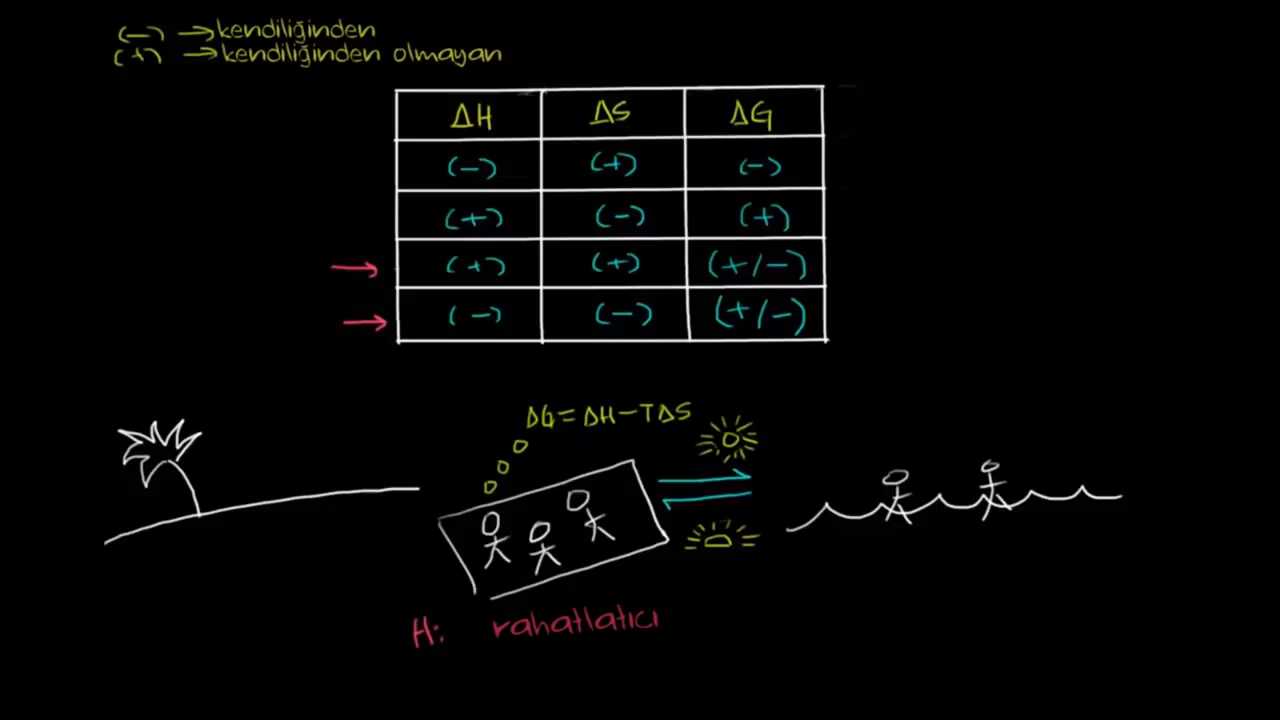 (-) → kendiliğinden
(+) → kendiliğinden olmayan
ΔH ΔS ΔG
(-) (+) (-)
(+) (-) (+)
(+) (+) (+/-)
(-) (-) (+/-)
ΔG = ΔH - TΔS
H: rahatlatıcı